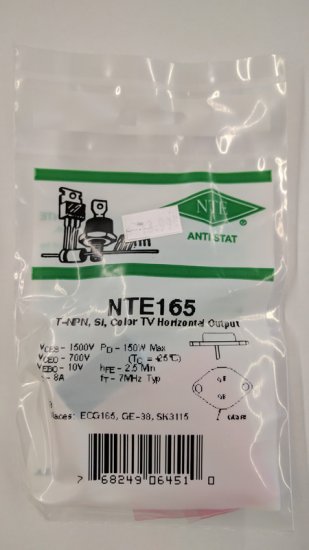 NTE
®
ANTI STAT
NTE165
T-NPN, Si, Color TV Horizontal Output
VCES - 1500V PD - 150W Max
VCEO - 700V (TC = +25°C)
VEBO - 10V hFE - 2.5 Min
- 8A fT - 7MHz Typ
ECG165, GE-38, SK3115
7 68249 06451 0